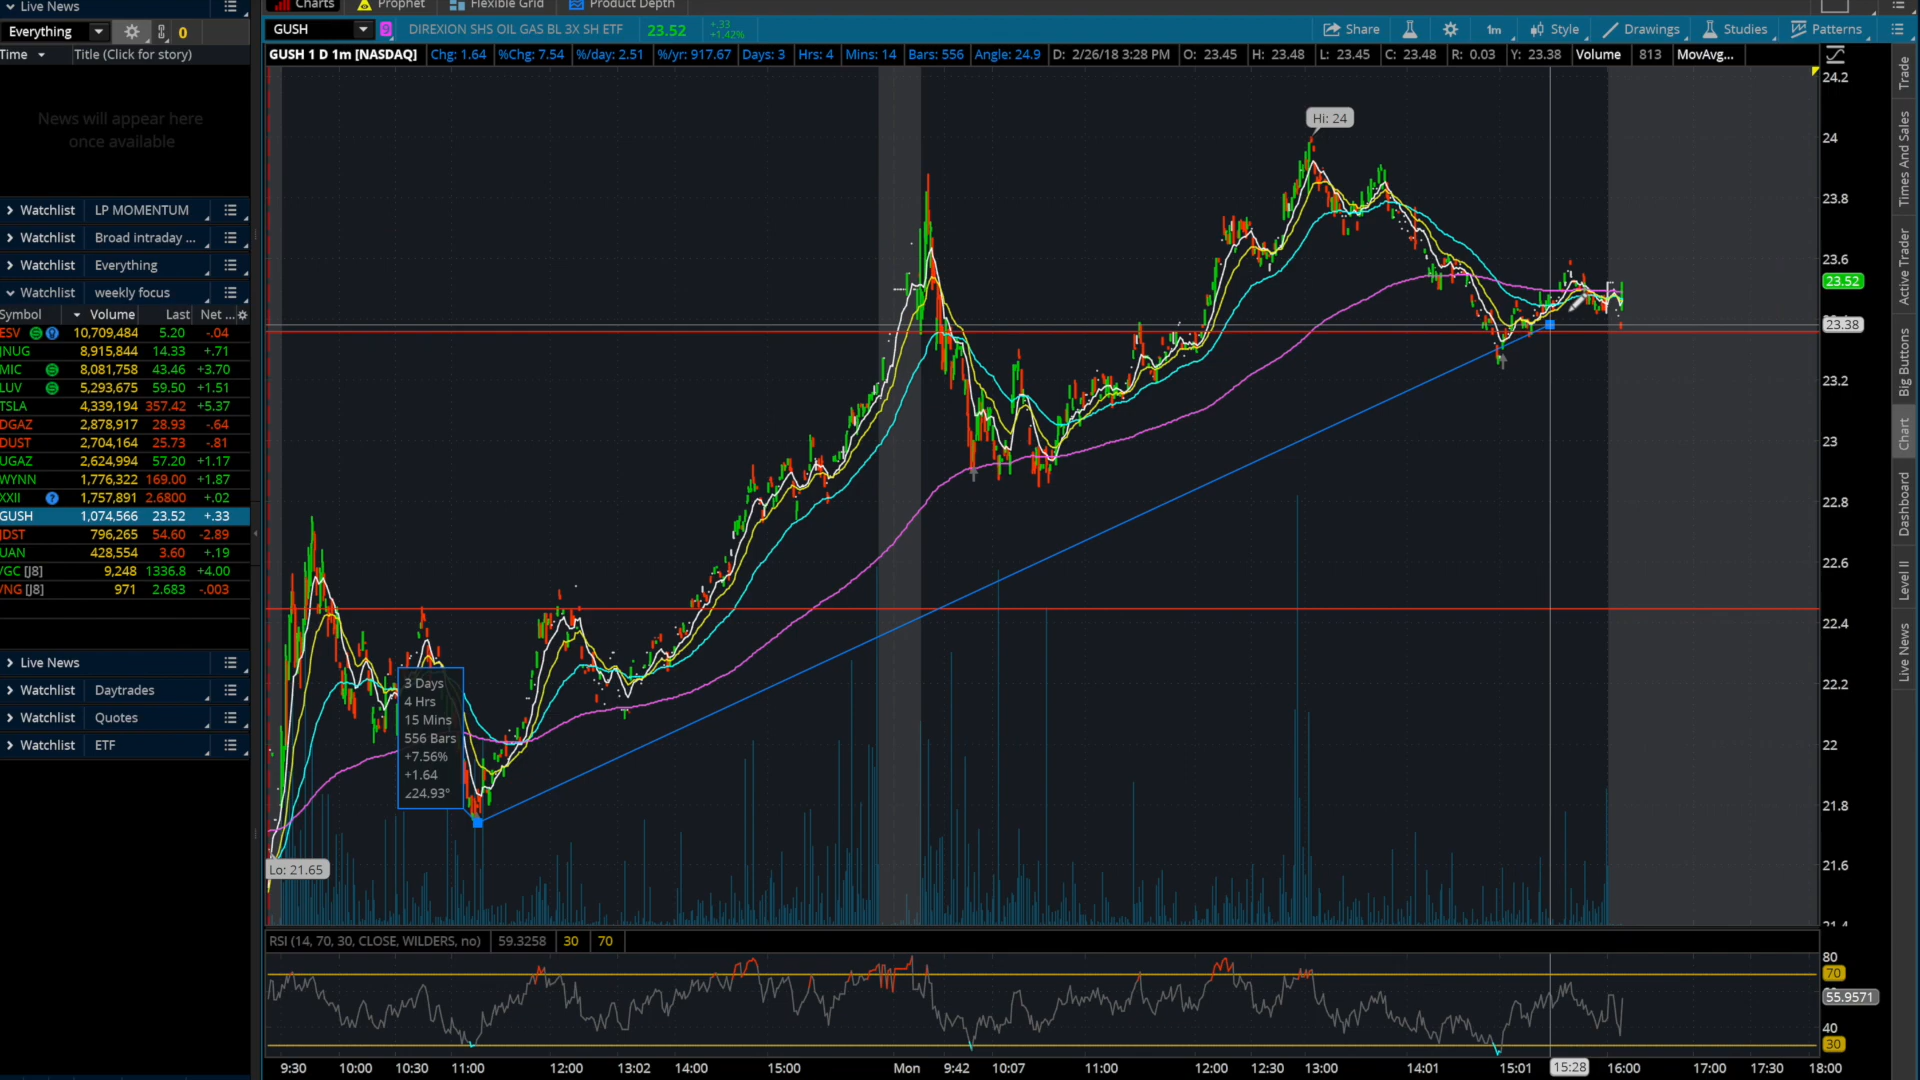 Live News
Charts
Prophet
Flexible Grid
Product Depth
Everything
0
GUSH
9
DIREXION SHS OIL GAS BL 3X SH ETF
23.52
+.33
+1.42%
Share
1m
Style
Drawings
Studies
Patterns
Time
Title (Click for story)
GUSH 1 D 1m [NASDAQ]
Chg: 1.64
%Chg: 7.54
%/day: 2.51
%/yr: 917.67
Days: 3
Hrs: 4
Mins: 14
Bars: 556
Angle: 24.9
D: 2/26/18 3:28 PM
O: 23.45
H: 23.48
L: 23.45
C: 23.48
R: 0.03
Y: 23.38
Volume
813
MovAvg...
News will appear here
once available
Watchlist LP MOMENTUM
Watchlist Broad intraday ...
Watchlist Everything
Watchlist weekly focus
Symbol Volume Last Net ...
ESV 10,709,484 5.20 -.04
JNUG 8,915,844 14.33 +.71
MIC 8,081,758 43.46 +3.70
LUV 5,293,675 59.50 +1.51
TSLA 4,339,194 357.42 +5.37
DGAZ 2,878,917 28.93 -.64
DUST 2,704,164 25.73 -.81
UGAZ 2,624,994 57.20 +1.17
WYNN 1,776,322 169.00 +1.87
XXII ? 1,757,891 2.6800 +.02
GUSH 1,074,566 23.52 +.33
JDST 796,265 54.60 -2.89
UAN 428,554 3.60 +.19
/GC [J8] 9,248 1336.8 +4.00
/NG [J8] 971 2.683 -.003
Live News
Watchlist Daytrades
Watchlist Quotes
Watchlist ETF
Hi: 24
3 Days
4 Hrs
15 Mins
556 Bars
+7.56%
+1.64
∠24.93°
Lo: 21.65
24.2
24
23.8
23.6
23.52
23.38
23.2
23
22.8
22.6
22.4
22.2
22
21.8
21.6
21.4
RSI (14, 70, 30, CLOSE, WILDERS, no)
59.3258
30
70
80
70
55.9571
40
30
9:30
10:00
10:30
11:00
12:00
13:02
14:00
15:00
Mon
9:42
10:07
11:00
12:00
12:30
13:00
14:01
15:01
15:28
16:00
17:00
17:30
18:00
Trade
Times And Sales
Active Trader
Big Buttons
Chart
Dashboard
Level II
Live News